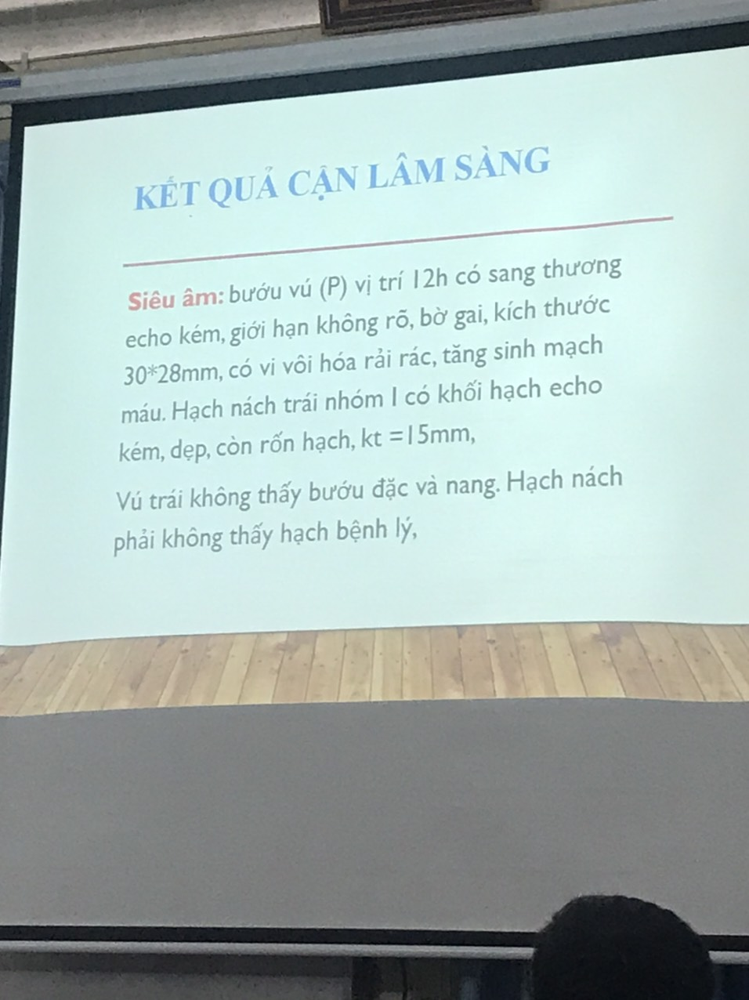 KẾT QUẢ CẬN LÂM SÀNG
Siêu âm: bướu vú (P) vị trí 12h có sang thương
echo kém, giới hạn không rõ, bờ gai, kích thước
30*28mm, có vi vôi hóa rải rác, tăng sinh mạch
máu. Hạch nách trái nhóm I có khối hạch echo
kém, dẹp, còn rốn hạch, kt =15mm,
Vú trái không thấy bướu đặc và nang. Hạch nách
phải không thấy hạch bệnh lý,